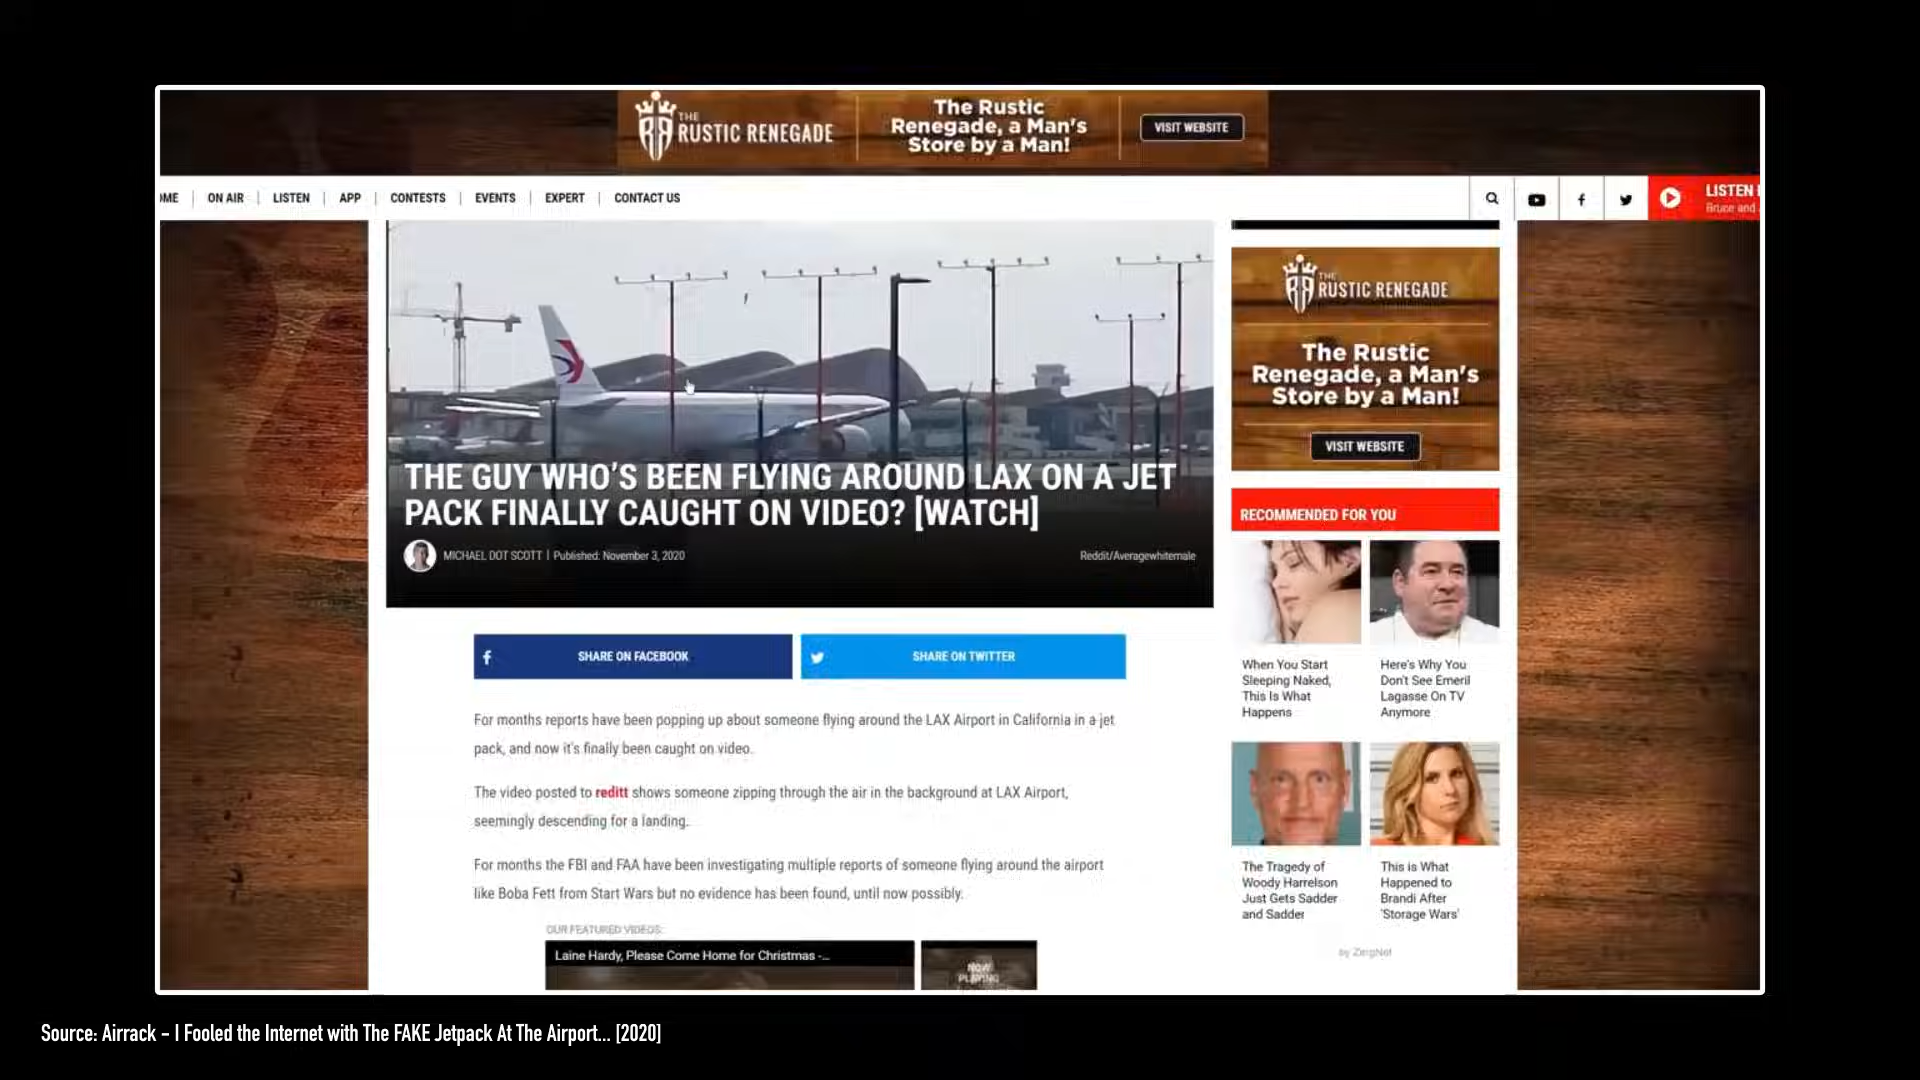 THE
RUSTIC RENEGADE
The Rustic
Renegade, a Man's
Store by a Man!
VISIT WEBSITE
OME
ON AIR
LISTEN
APP
CONTESTS
EVENTS
EXPERT
CONTACT US
LISTEN
Bruce and
THE GUY WHO'S BEEN FLYING AROUND LAX ON A JET
PACK FINALLY CAUGHT ON VIDEO? [WATCH]
MICHAEL DOT SCOTT | Published: November 3, 2020
Reddit/Averagewhitemale
SHARE ON FACEBOOK
SHARE ON TWITTER
For months reports have been popping up about someone flying around the LAX Airport in California in a jet
pack, and now it's finally been caught on video.
The video posted to reditt shows someone zipping through the air in the background at LAX Airport,
seemingly descending for a landing.
For months the FBI and FAA have been investigating multiple reports of someone flying around the airport
like Boba Fett from Start Wars but no evidence has been found, until now possibly.
OUR FEATURED VIDEOS:
Laine Hardy, Please Come Home for Christmas -...
NOW
PLAYING
THE
RUSTIC RENEGADE
The Rustic
Renegade, a Man's
Store by a Man!
VISIT WEBSITE
RECOMMENDED FOR YOU
When You Start
Sleeping Naked,
This Is What
Happens
Here's Why You
Don't See Emeril
Lagasse On TV
Anymore
The Tragedy of
Woody Harrelson
Just Gets Sadder
and Sadder
This is What
Happened to
Brandi After
'Storage Wars'
by ZergNet
Source: Airrack - I Fooled the Internet with The FAKE Jetpack At The Airport... [2020]